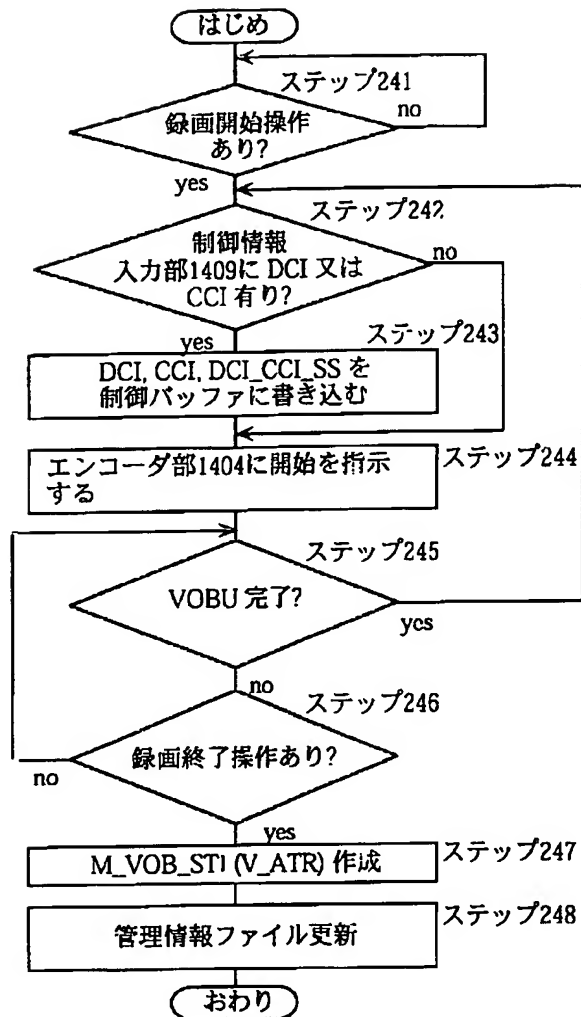 はじめ
ステップ241
録画開始操作
あり?
no
yes
ステップ242
制御情報
入力部1409に DCI 又は
CCI 有り?
no
yes
ステップ243
DCI, CCI, DCI_CCI_SS を
制御バッファに書き込む
エンコーダ部1404に開始を指示
する
ステップ244
ステップ245
VOBU 完了?
yes
no
ステップ246
録画終了操作あり?
no
yes
M_VOB_STI (V_ATR) 作成
ステップ247
管理情報ファイル更新
ステップ248
おわり